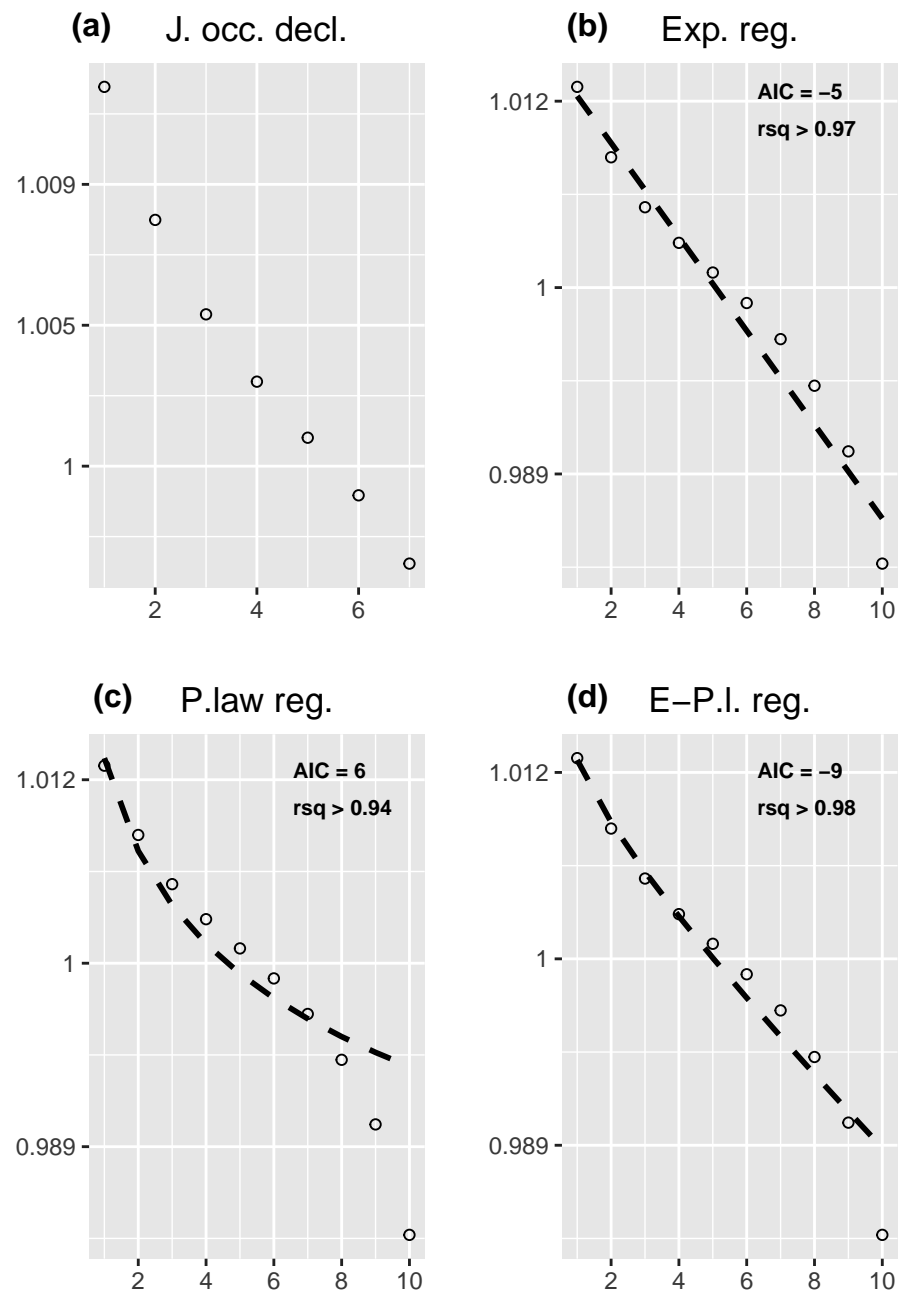 (a) J. occ. decl.
1.009
1.005
1
2 4 6
(b) Exp. reg.
AIC = −5
rsq > 0.97
1.012
1
0.989
2 4 6 8 10
(c) P.law reg.
AIC = 6
rsq > 0.94
1.012
1
0.989
2 4 6 8 10
(d) E−P.l. reg.
AIC = −9
rsq > 0.98
1.012
1
0.989
2 4 6 8 10